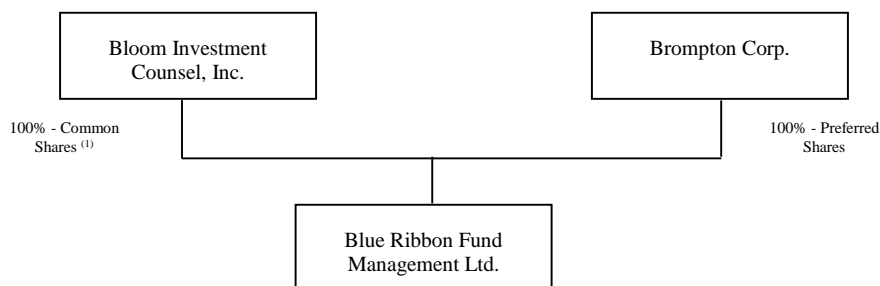 Bloom Investment
Counsel, Inc.
Brompton Corp.
100% - Common
Shares (1)
100% - Preferred
Shares
Blue Ribbon Fund
Management Ltd.